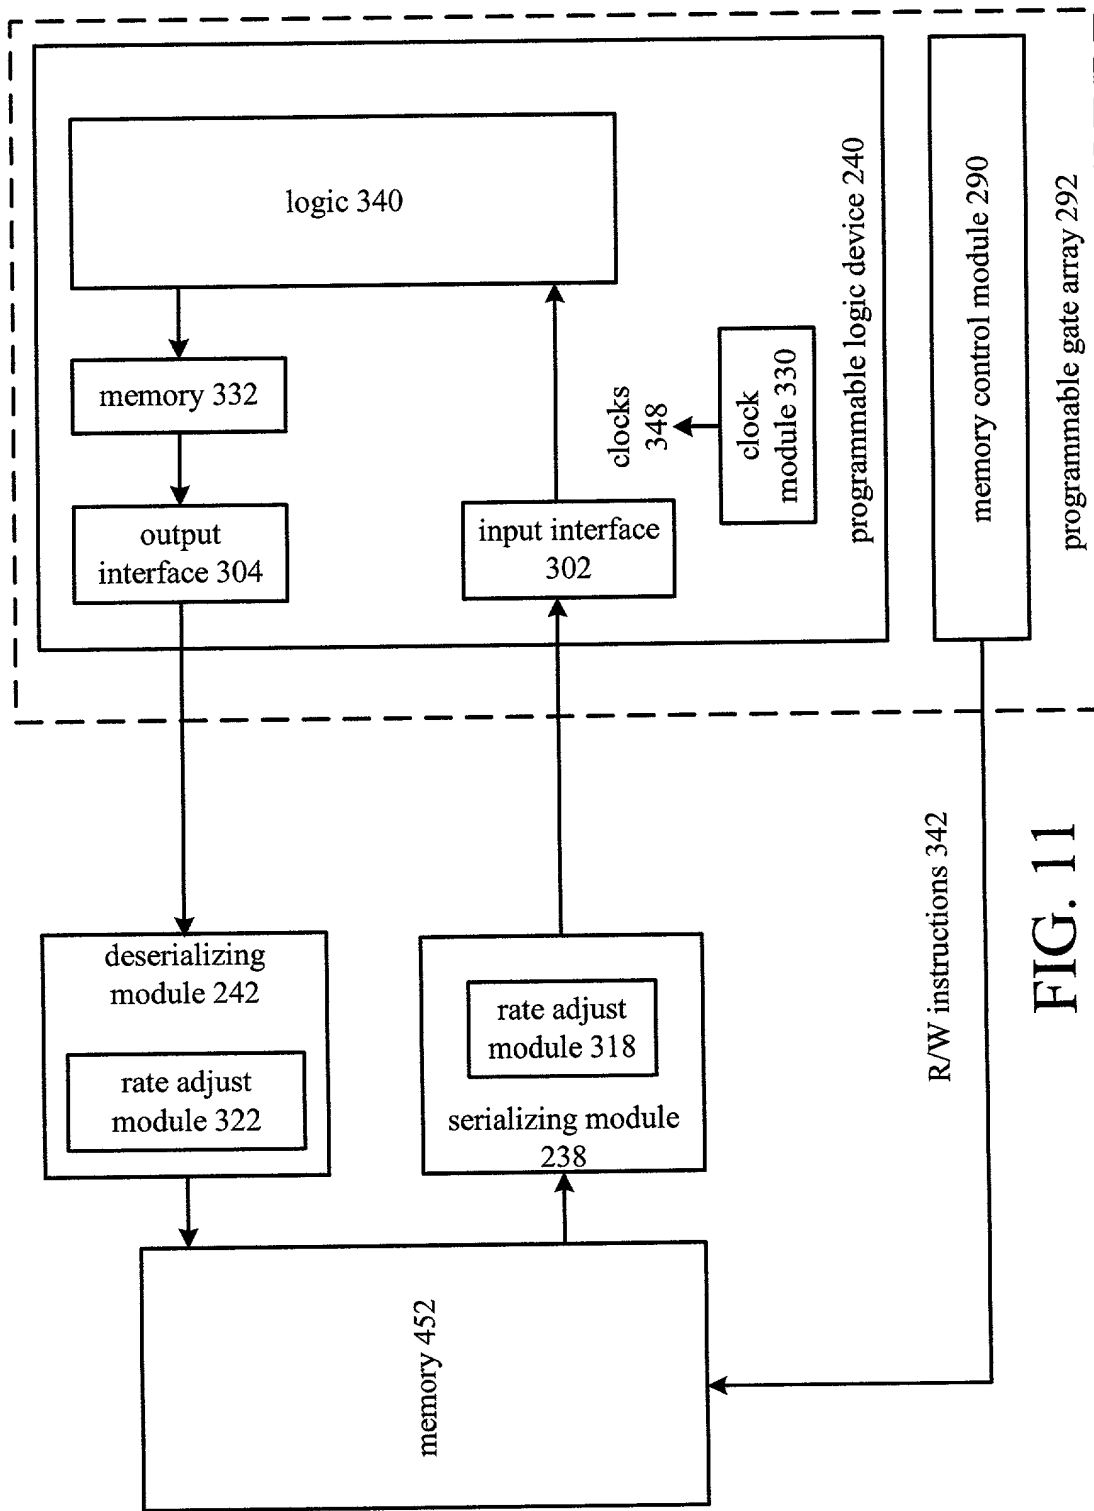 logic 340
memory 332
output
interface 304
input interface
302
clocks
348
clock
module 330
programmable logic device 240
memory control module 290
programmable gate array 292
deserializing
module 242
rate adjust
module 322
rate adjust
module 318
serializing module
238
memory 452
R/W instructions 342
FIG. 11